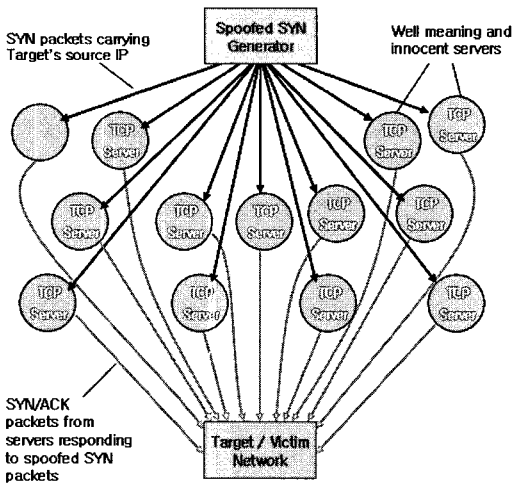 SYN packets carrying
Target's source IP
Spoofed SYN
Generator
Well meaning and
innocent servers
TCP
Server
TCP
Server
TCP
Server
TCP
Server
TCP
Server
TCP
Server
TCP
Server
TCP
Server
TCP
Server
TCP
Server
TCP
Server
TCP
Server
SYN/ACK
packets from
servers responding
to spoofed SYN
packets
Target / Victim
Network